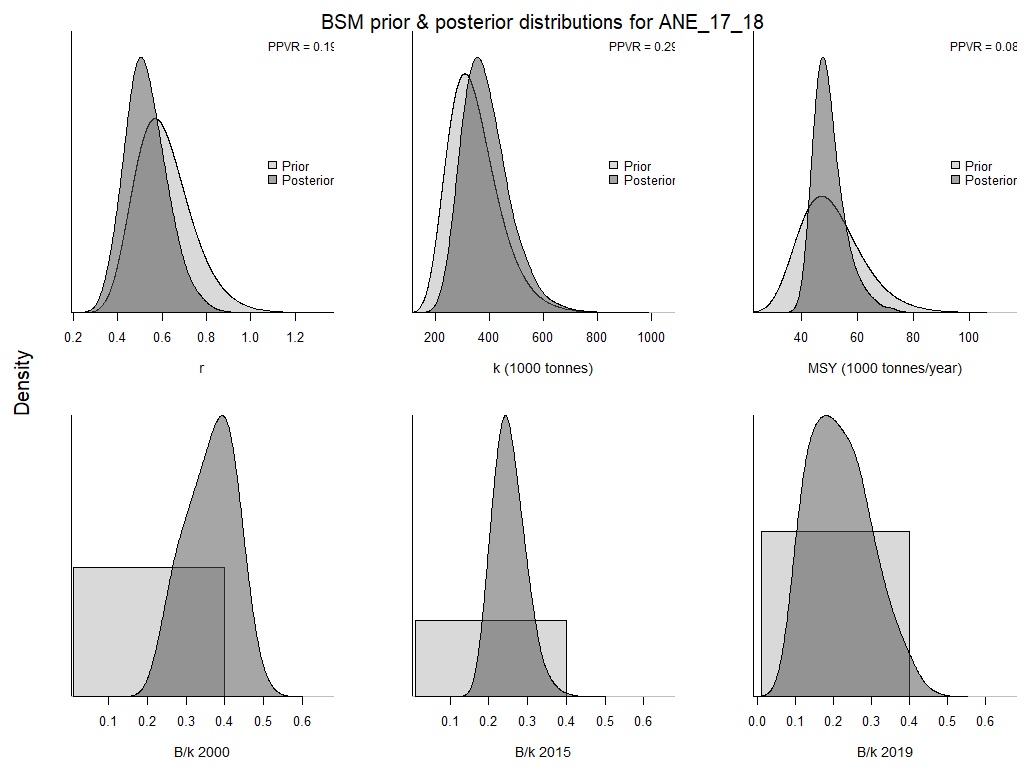 BSM prior & posterior distributions for ANE_17_18
PPVR = 0.19
Prior
Posterior
0.2 0.4 0.6 0.8 1.0 1.2
r
PPVR = 0.29
Prior
Posterior
200 400 600 800 1000
k (1000 tonnes)
PPVR = 0.08
Prior
Posterior
40 60 80 100
MSY (1000 tonnes/year)
Density
0.1 0.2 0.3 0.4 0.5 0.6
B/k 2000
0.1 0.2 0.3 0.4 0.5 0.6
B/k 2015
0.0 0.1 0.2 0.3 0.4 0.5 0.6
B/k 2019